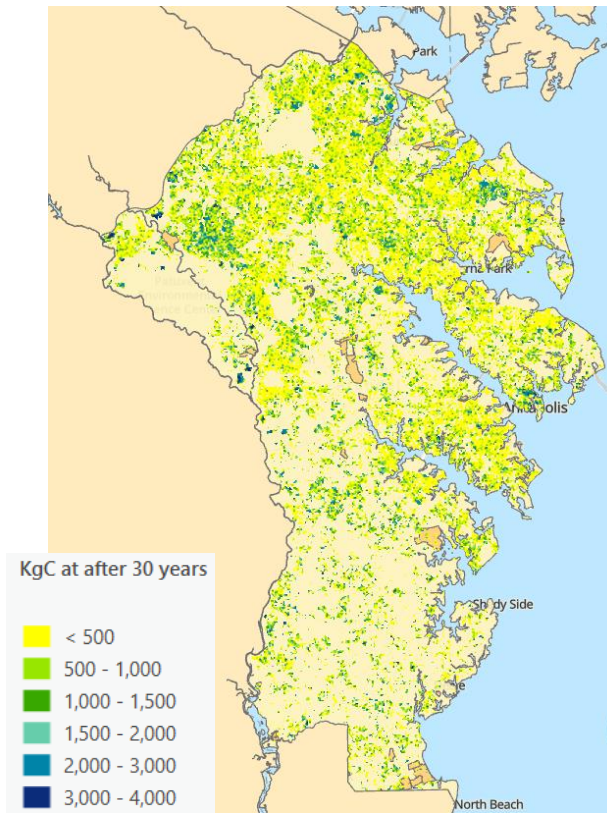 Park
Park
Annapolis
Shady Side
North Beach
KgC at after 30 years
< 500
500 - 1,000
1,000 - 1,500
1,500 - 2,000
2,000 - 3,000
3,000 - 4,000